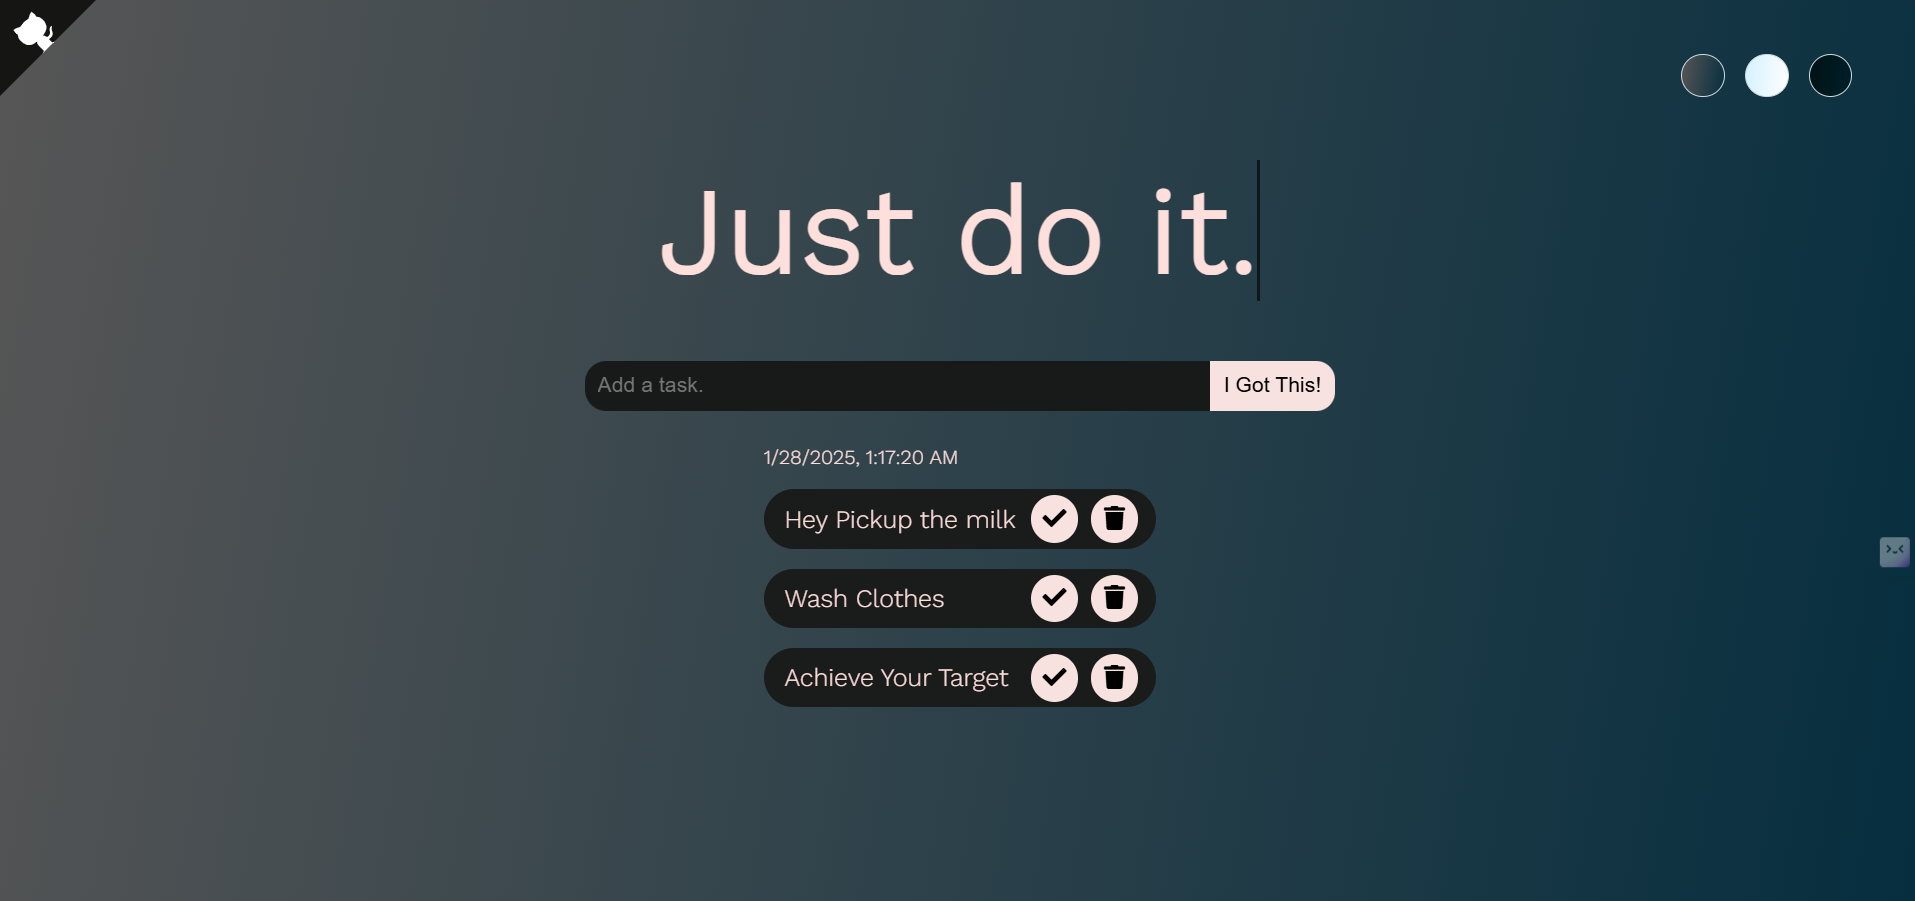 Just do it.
Add a task.
I Got This!
1/28/2025, 1:17:20 AM
Hey Pickup the milk
Wash Clothes
Achieve Your Target